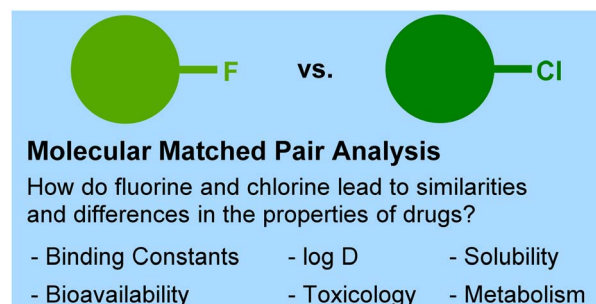 F vs. Cl
Molecular Matched Pair Analysis
How do fluorine and chlorine lead to similarities
and differences in the properties of drugs?
- Binding Constants - log D - Solubility
- Bioavailability - Toxicology - Metabolism